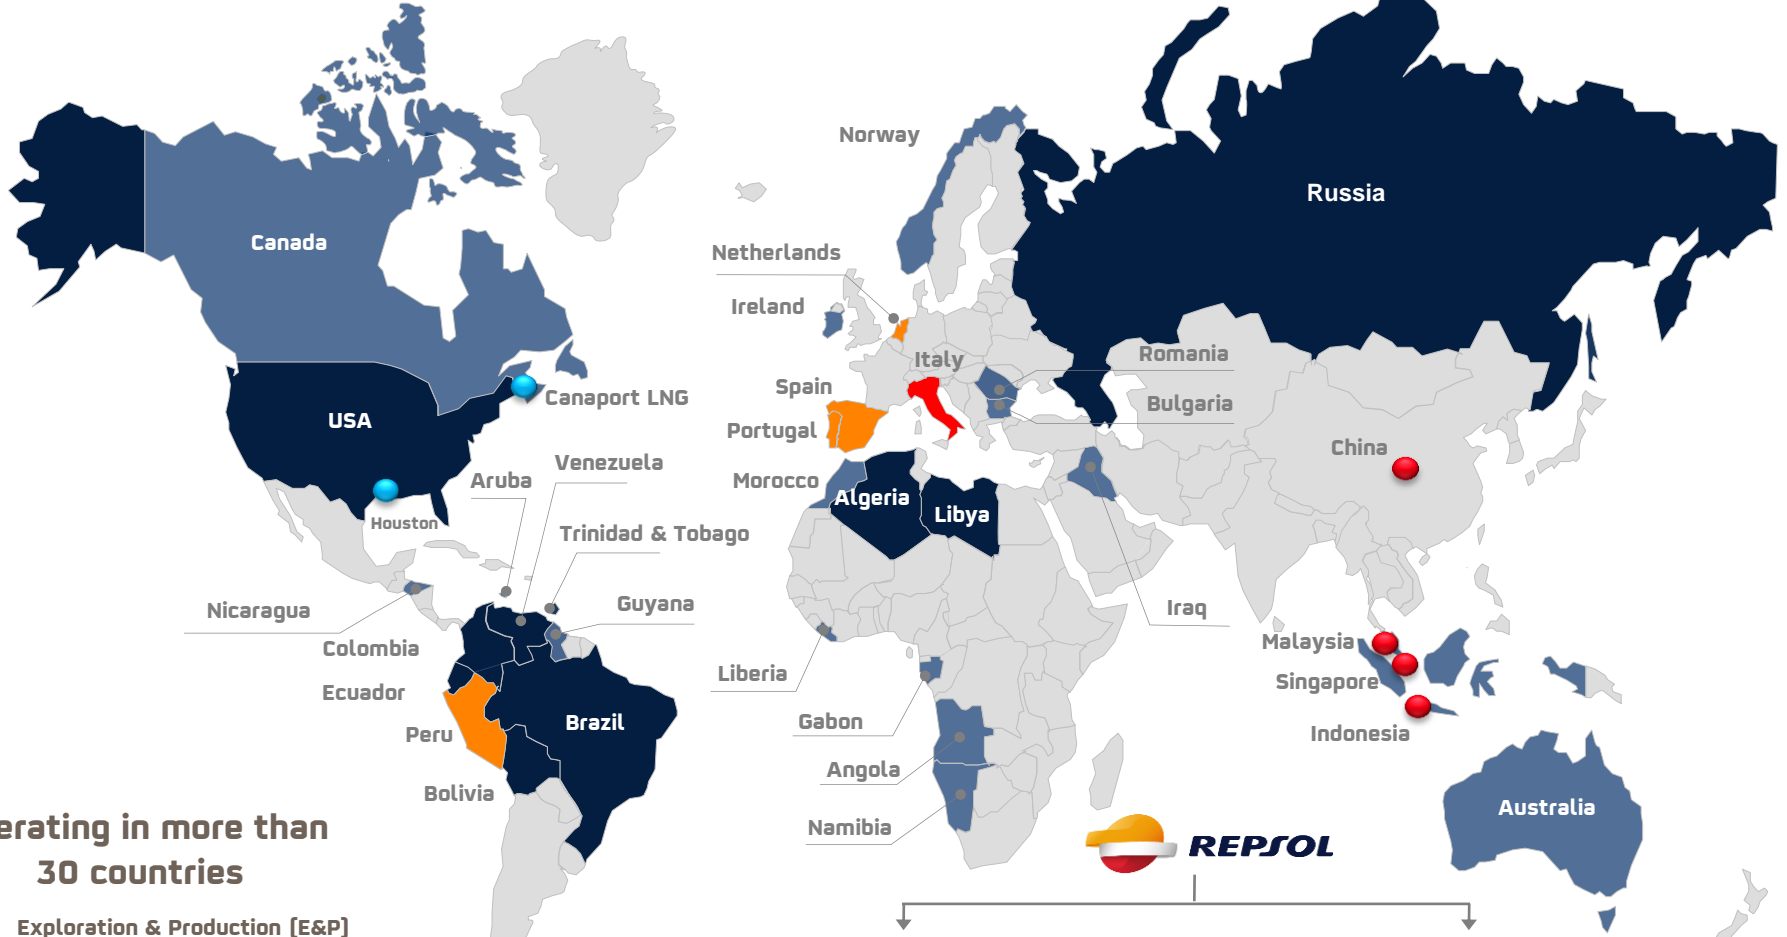 Norway
Russia
Canada
Netherlands
Ireland
Italy
Romania
Spain
Canaport LNG
Bulgaria
USA
Portugal
China
Venezuela
Aruba
Morocco
Algeria
Libya
Houston
Trinidad & Tobago
Guyana
Iraq
Nicaragua
Malaysia
Colombia
Liberia
Singapore
Ecuador
Gabon
Brazil
Peru
Indonesia
Angola
Bolivia
Australia
Namibia
erating in more than
30 countries
REPSOL
Exploration & Production [E&P]